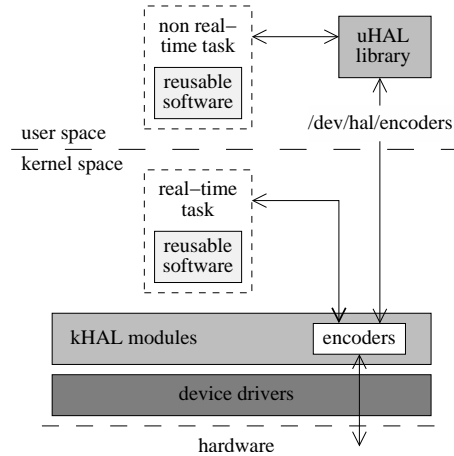 non real−
time task
reusable
software
uHAL
library
/dev/hal/encoders
user space
kernel space
real−time
task
reusable
software
kHAL modules
encoders
device drivers
hardware